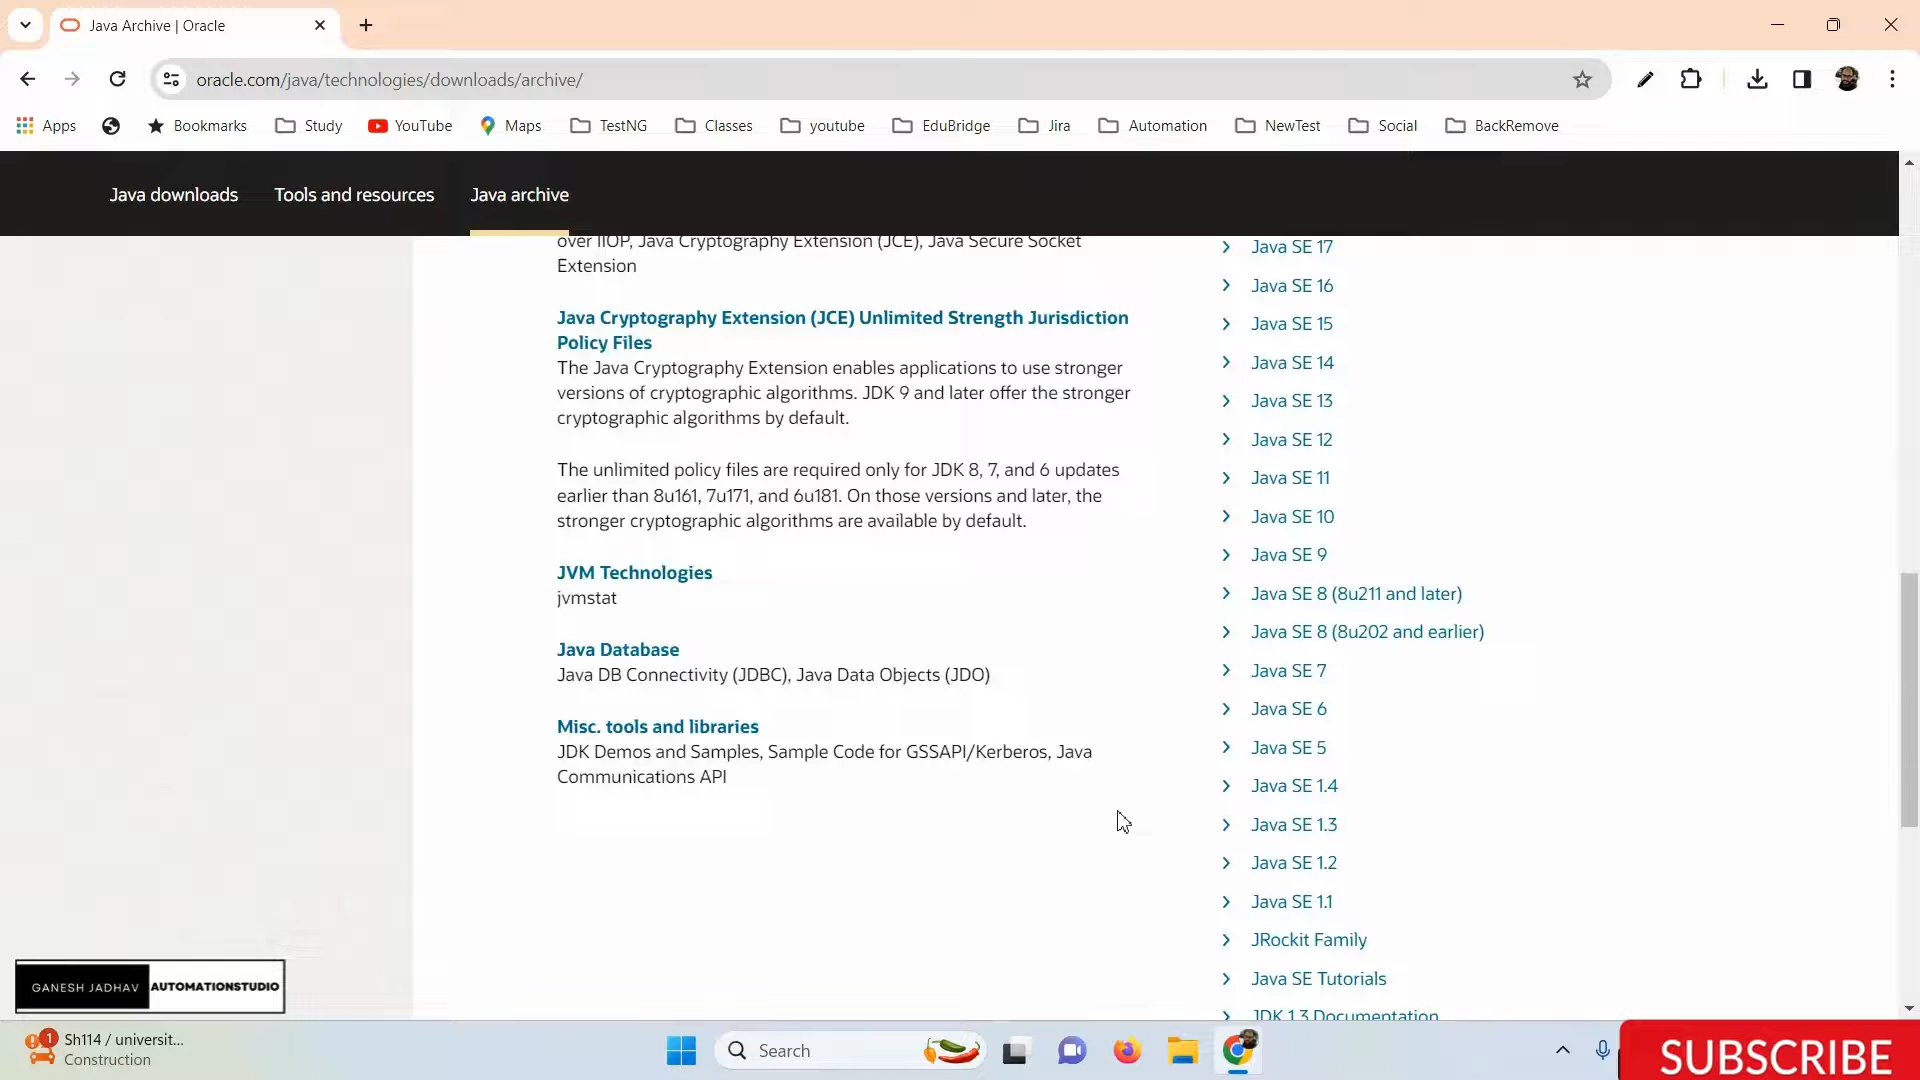 Java Archive | Oracle
oracle.com/java/technologies/downloads/archive/
Apps
Bookmarks
Study
YouTube
Maps
TestNG
Classes
youtube
EduBridge
Jira
Automation
NewTest
Social
BackRemove
Java downloads
Tools and resources
Java archive
over IIOP, Java Cryptography Extension (JCE), Java Secure Socket
Extension
Java Cryptography Extension (JCE) Unlimited Strength Jurisdiction
Policy Files
The Java Cryptography Extension enables applications to use stronger
versions of cryptographic algorithms. JDK 9 and later offer the stronger
cryptographic algorithms by default.
The unlimited policy files are required only for JDK 8, 7, and 6 updates
earlier than 8u161, 7u171, and 6u181. On those versions and later, the
stronger cryptographic algorithms are available by default.
JVM Technologies
jvmstat
Java Database
Java DB Connectivity (JDBC), Java Data Objects (JDO)
Misc. tools and libraries
JDK Demos and Samples, Sample Code for GSSAPI/Kerberos, Java
Communications API
Java SE 17
Java SE 16
Java SE 15
Java SE 14
Java SE 13
Java SE 12
Java SE 11
Java SE 10
Java SE 9
Java SE 8 (8u211 and later)
Java SE 8 (8u202 and earlier)
Java SE 7
Java SE 6
Java SE 5
Java SE 1.4
Java SE 1.3
Java SE 1.2
Java SE 1.1
JRockit Family
Java SE Tutorials
JDK 1.3 Documentation
GANESH JADHAV AUTOMATIONSTUDIO
1
Sh114 / universit...
Construction
Search
SUBSCRIBE